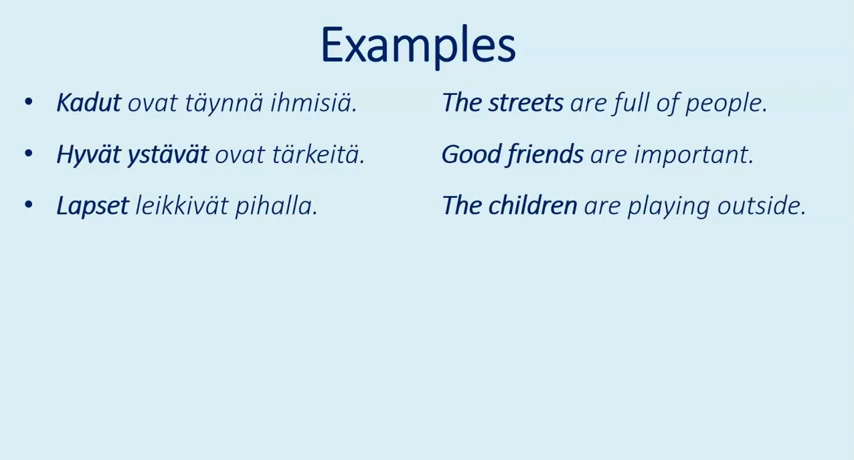 Examples
• Kadut ovat täynnä ihmisiä. The streets are full of people.
• Hyvät ystävät ovat tärkeitä. Good friends are important.
• Lapset leikkivät pihalla. The children are playing outside.